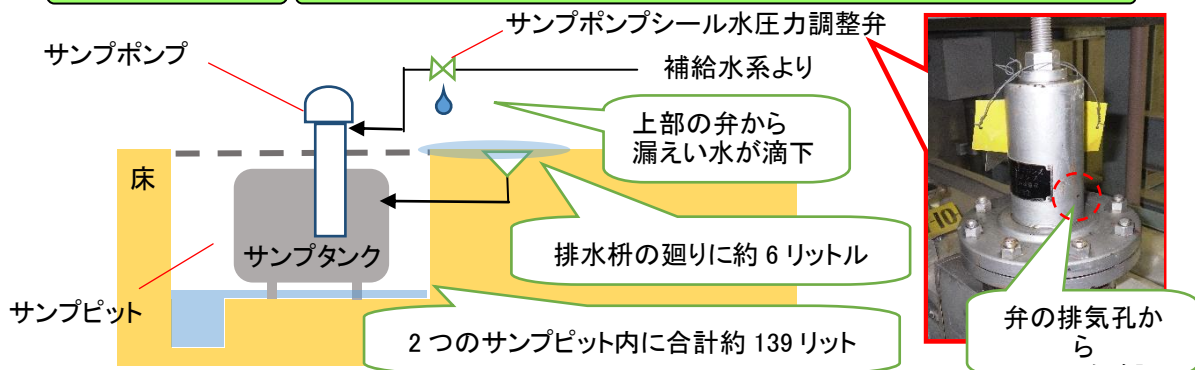 サンプポンプシール水圧力調整弁
サンプポンプ
補給水系より
上部の弁から
漏えい水が滴下
床
サンプタンク
排水枡の廻りに約 6 リットル
サンプピット
2 つのサンプピット内に合計約 139 リット
10
弁の排気孔か
ら